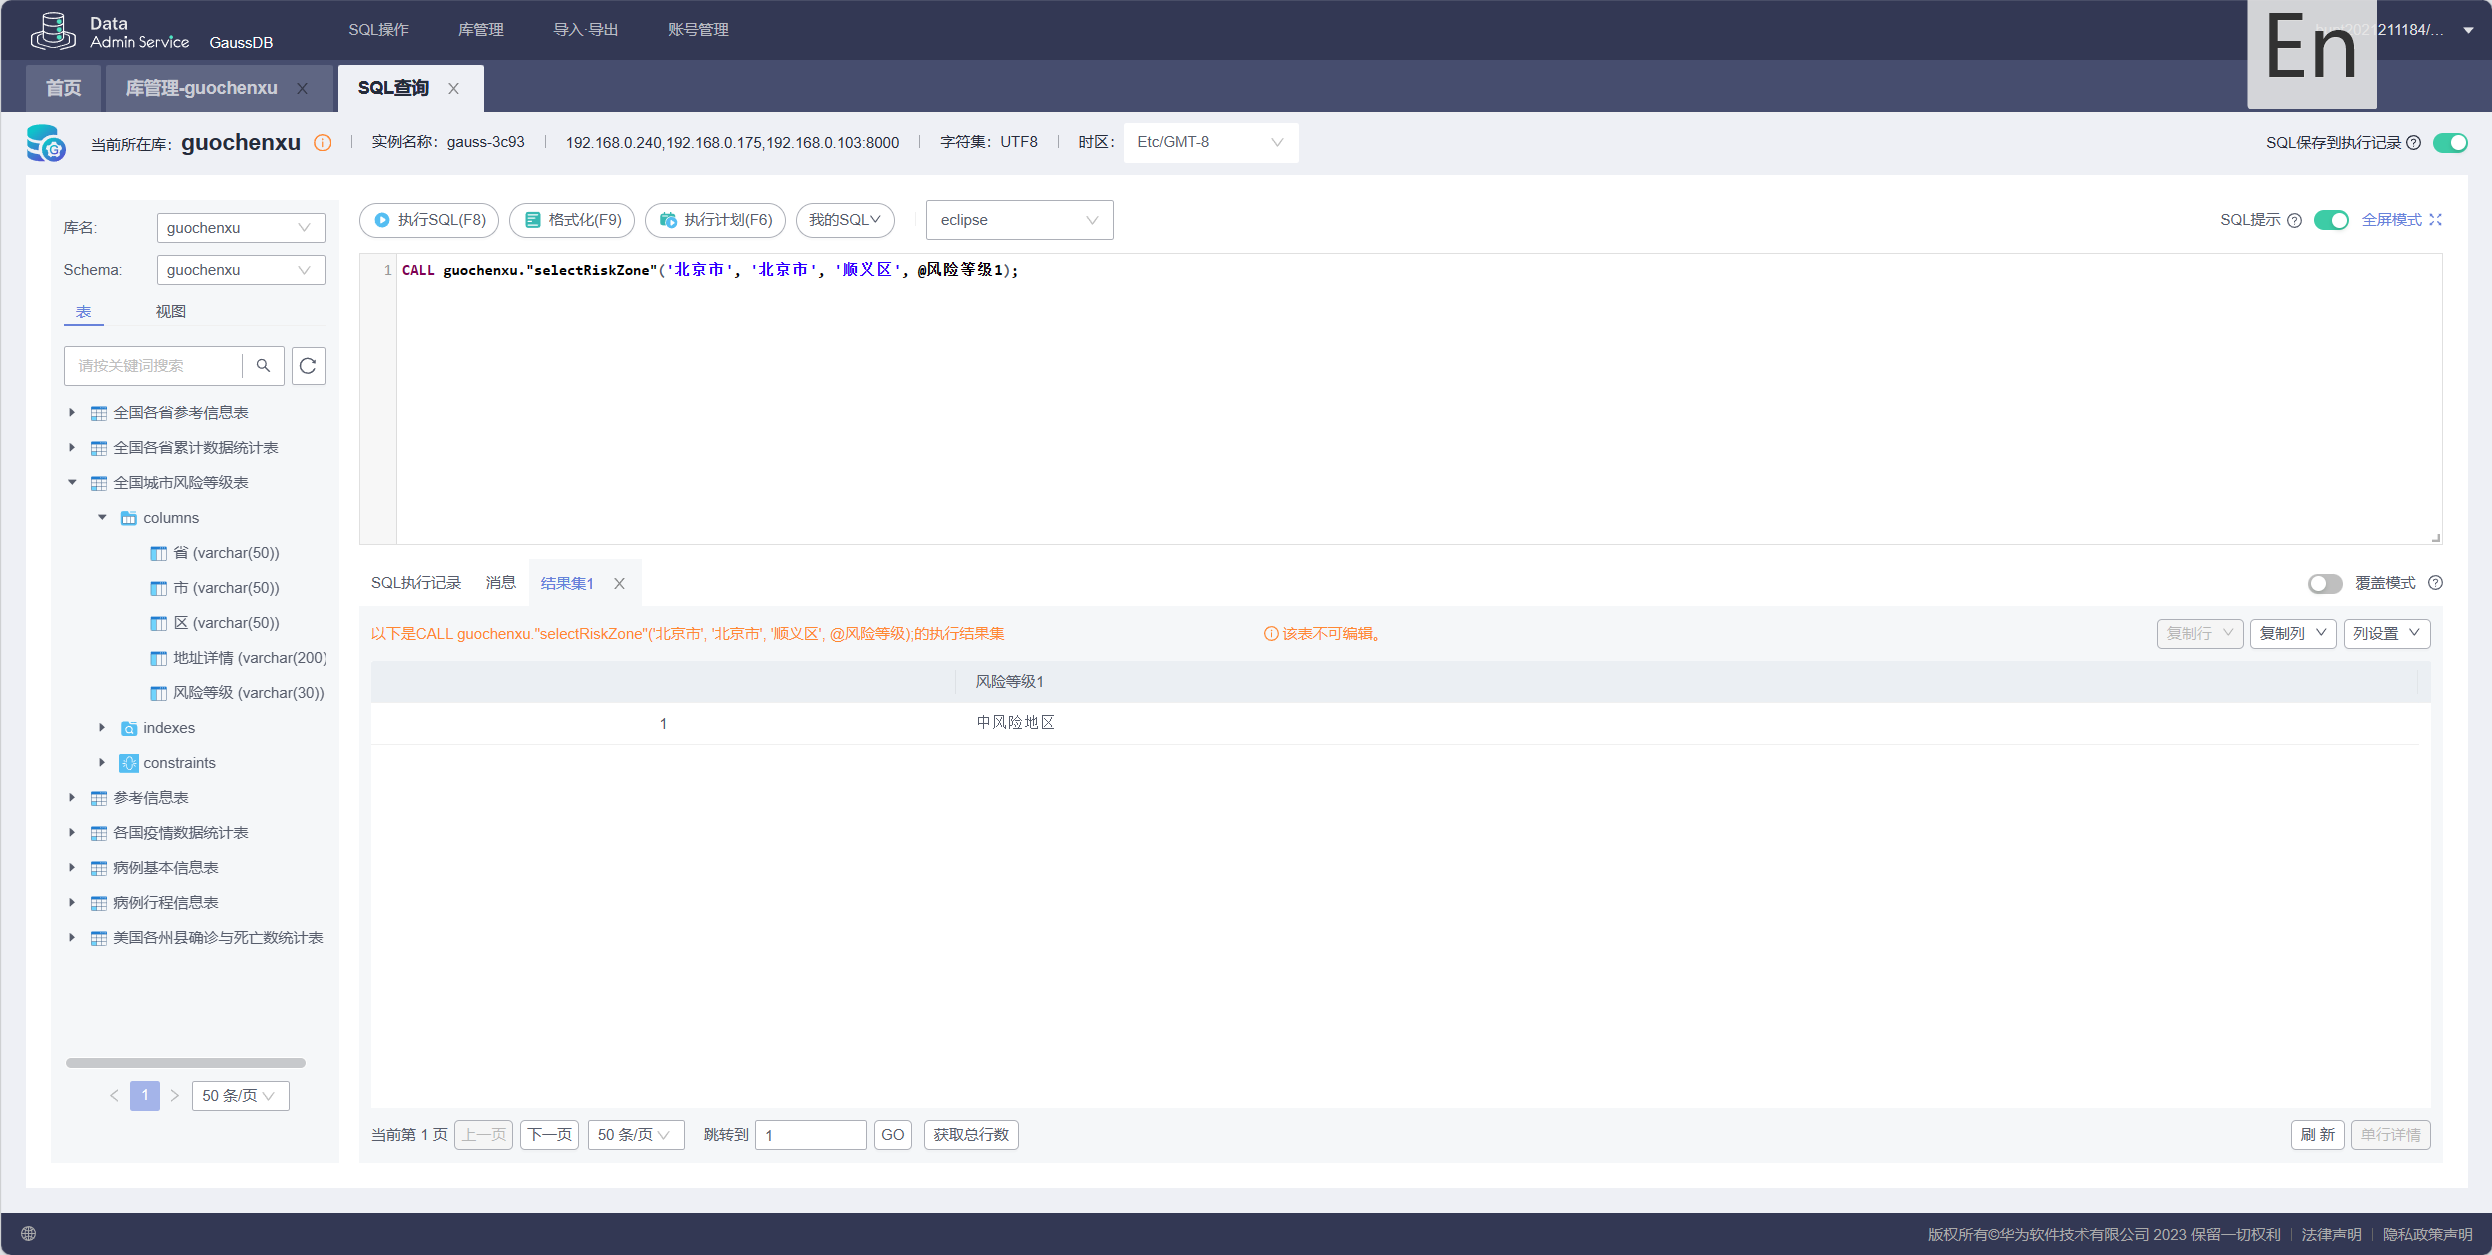 Data
Admin Service GaussDB SQL操作 库管理 导入·导出 账号管理 211184/...
En
首页 库管理-guochenxu SQL查询
当前所在库: guochenxu 实例名称: gauss-3c93 192.168.0.240,192.168.0.175,192.168.0.103:8000 字符集: UTF8 时区: Etc/GMT-8 SQL保存到执行记录
库名: guochenxu
Schema: guochenxu
表 视图
请按关键词搜索
全国各省参考信息表
全国各省累计数据统计表
全国城市风险等级表
columns
省 (varchar(50))
市 (varchar(50))
区 (varchar(50))
地址详情 (varchar(200)
风险等级 (varchar(30))
indexes
constraints
参考信息表
各国疫情数据统计表
病例基本信息表
病例行程信息表
美国各州县确诊与死亡数统计表
1 50 条/页
执行SQL(F8) 格式化(F9) 执行计划(F6) 我的SQL eclipse SQL提示 全屏模式
1 CALL guochenxu."selectRiskZone"('北京市', '北京市', '顺义区', @风险等级1);
SQL执行记录 消息 结果集1 覆盖模式
以下是CALL guochenxu."selectRiskZone"('北京市', '北京市', '顺义区', @风险等级);的执行结果集 该表不可编辑。 复制行 复制列 列设置
风险等级1
1 中风险地区
当前第 1 页 上一页 下一页 50 条/页 跳转到 1 GO 获取总行数 刷 新 单行详情
版权所有©华为软件技术有限公司 2023 保留一切权利 法律声明 隐私政策声明